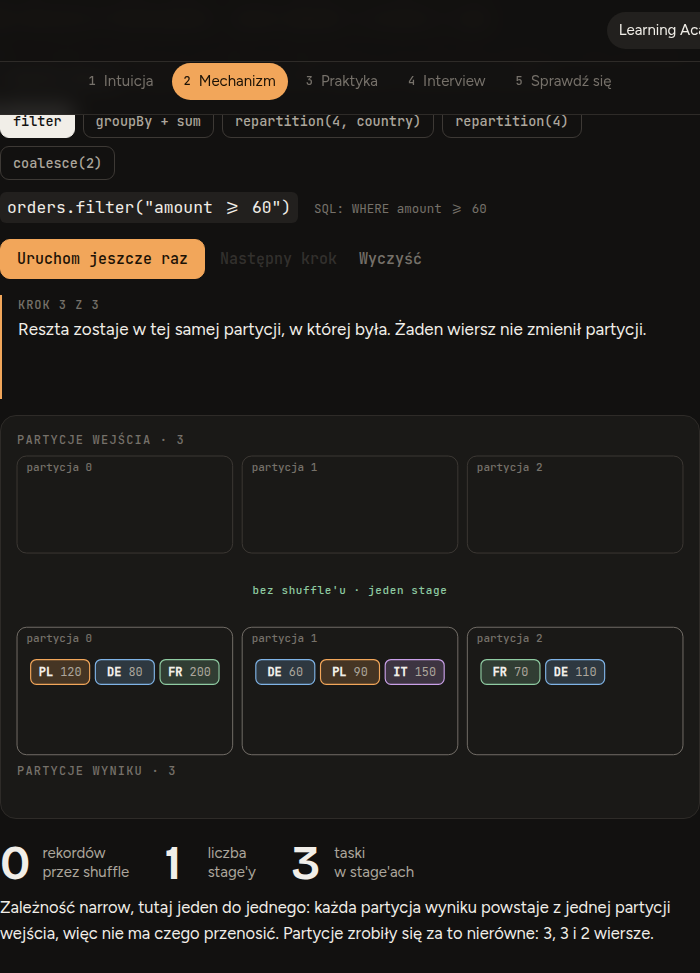 Learning Aca
1 Intuicja 2 Mechanizm 3 Praktyka 4 Interview 5 Sprawdź się
filter groupBy + sum repartition(4, country) repartition(4)
coalesce(2)
orders.filter("amount ≥ 60") SQL: WHERE amount ≥ 60
Uruchom jeszcze raz Następny krok Wyczyść
KROK 3 Z 3
Reszta zostaje w tej samej partycji, w której była. Żaden wiersz nie zmienił partycji.
PARTYCJE WEJŚCIA · 3
partycja 0 partycja 1 partycja 2
bez shuffle'u · jeden stage
partycja 0 partycja 1 partycja 2
PL 120 DE 80 FR 200 DE 60 PL 90 IT 150 FR 70 DE 110
PARTYCJE WYNIKU · 3
0 rekordów przez shuffle 1 liczba stage'y 3 taski w stage'ach
Zależność narrow, tutaj jeden do jednego: każda partycja wyniku powstaje z jednej partycji
wejścia, więc nie ma czego przenosić. Partycje zrobiły się za to nierówne: 3, 3 i 2 wiersze.